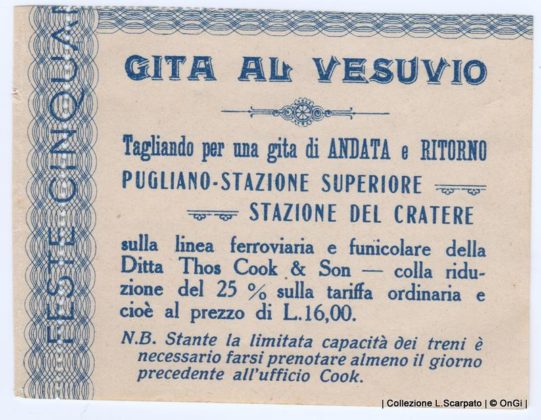 FESTE CINQUAN
GITA AL VESUVIO
Tagliando per una gita di ANDATA e RITORNO
PUGLIANO-STAZIONE SUPERIORE
STAZIONE DEL CRATERE
sulla linea ferroviaria e funicolare della
Ditta Thos Cook & Son — colla ridu-
zione del 25 % sulla tariffa ordinaria e
cioè al prezzo di L.16,00.
N.B. Stante la limitata capacità dei treni è
necessario farsi prenotare almeno il giorno
precedente all'ufficio Cook.
| Collezione L.Scarpato | © OnGi |